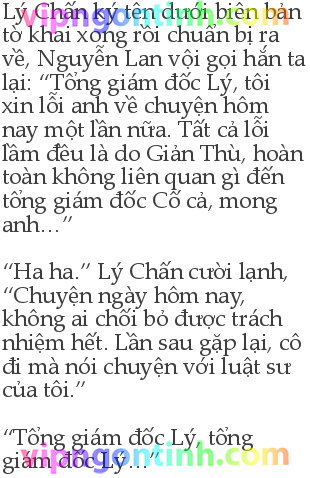 Lý Chấn ký tên dưới biên bản
tờ khai xong rồi chuẩn bị ra
về, Nguyễn Lan vội gọi hắn ta
lại: “Tổng giám đốc Lý, tôi
xin lỗi anh về chuyện hôm
nay một lần nữa. Tất cả lỗi
lầm đều là do Giản Thù, hoàn
toàn không liên quan gì đến
tổng giám đốc Cố cả, mong
anh…”
“Ha ha.” Lý Chấn cười lạnh,
“Chuyện ngày hôm nay,
không ai chối bỏ được trách
nhiệm hết. Lần sau gặp lại, cô
đi mà nói chuyện với luật sư
của tôi.”
“Tổng giám đốc Lý, tổng
giám đốc Lý…”
vipngontinh.com
vipngontinh.com